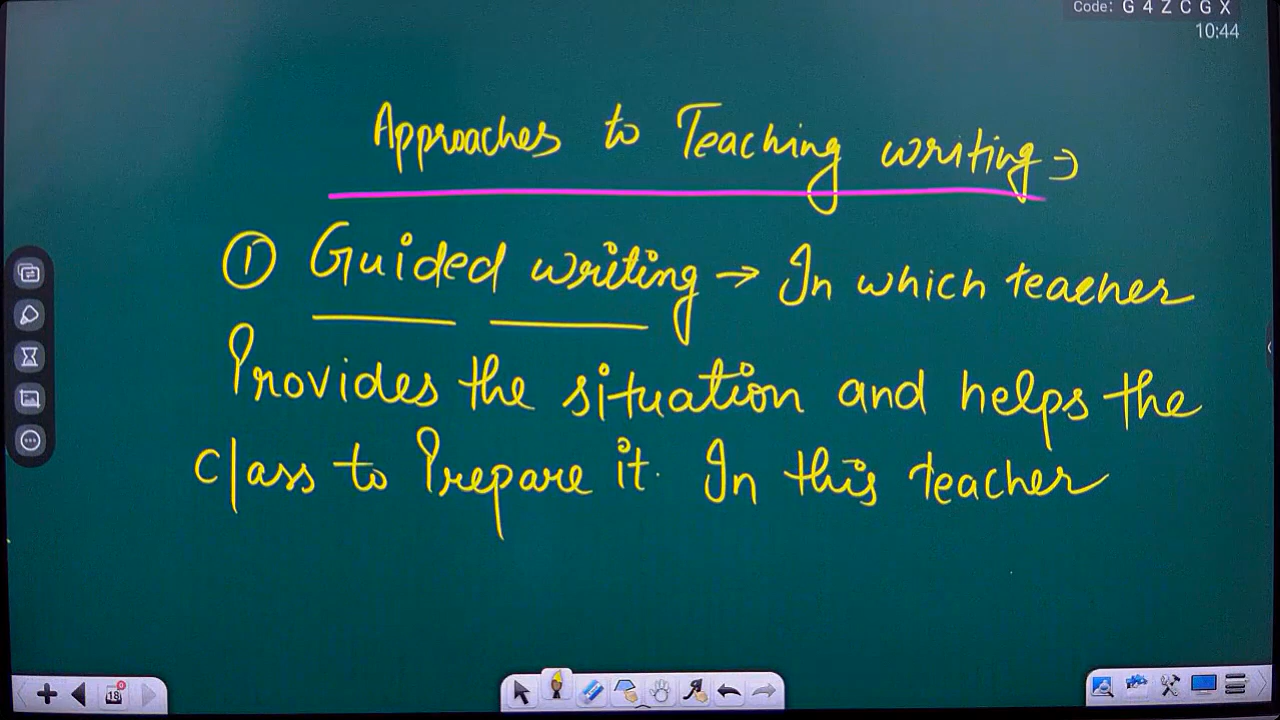 Code: G 4 Z C G X
10:44
Approaches to Teaching writing →
① Guided writing → In which teacher
Provides the situation and helps the
class to Prepare it. In this teacher
18